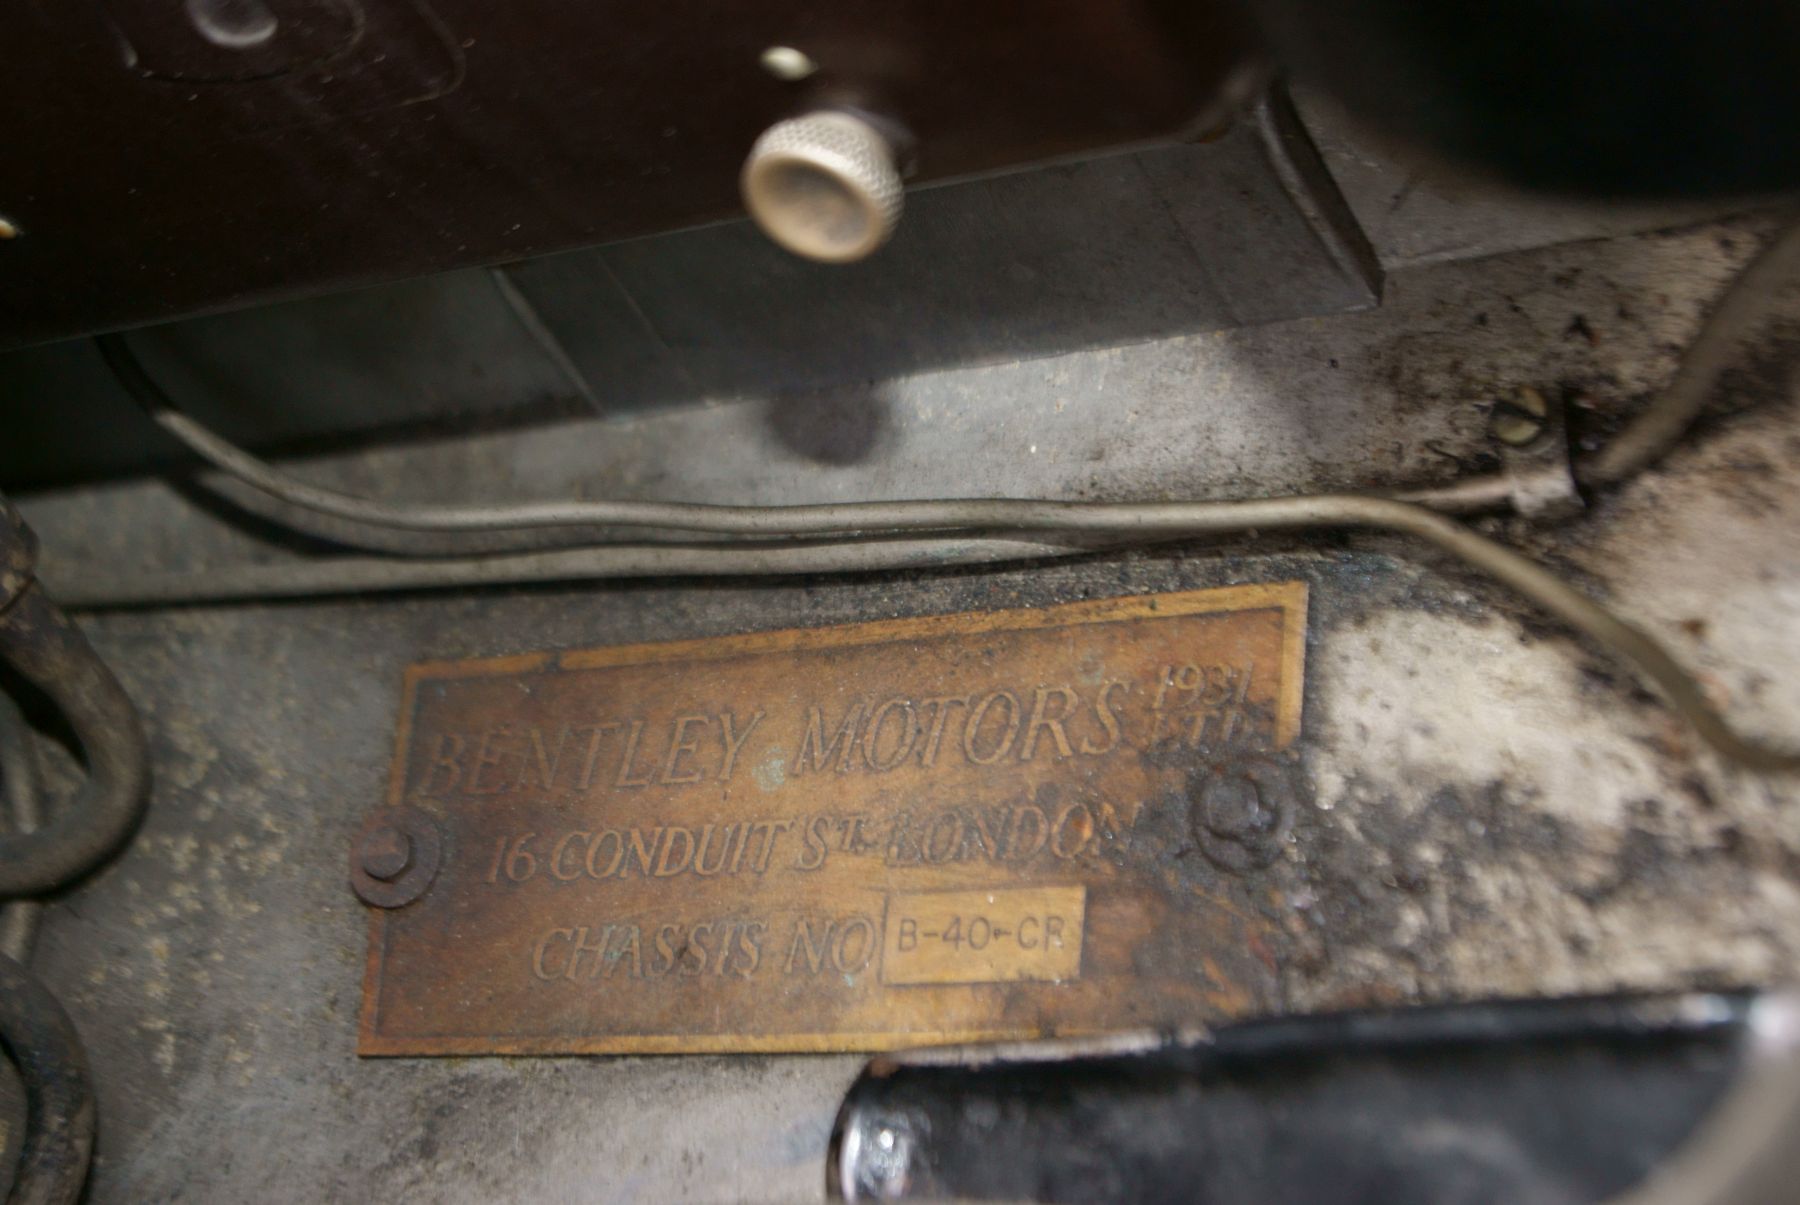 BENTLEY MOTORS 1931 LTD
16 CONDUIT ST. LONDON
CHASSIS NO B-40-CR